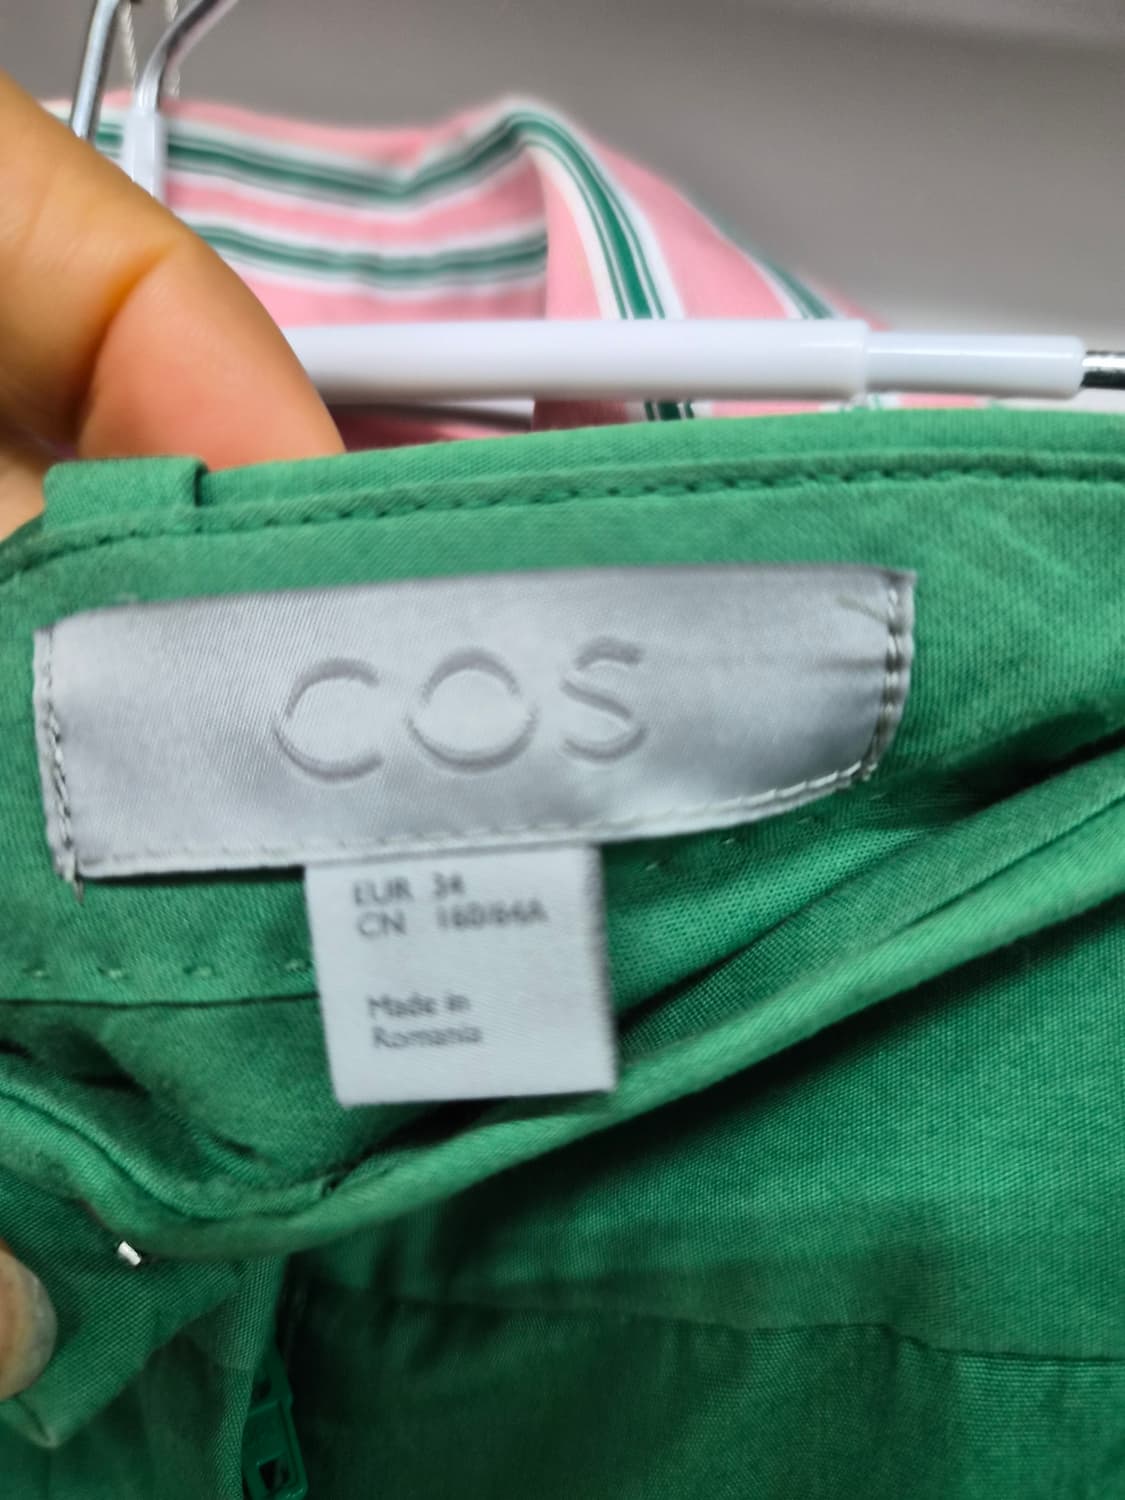 COS
EUR 34
CN 160/64A
Made in
Romania